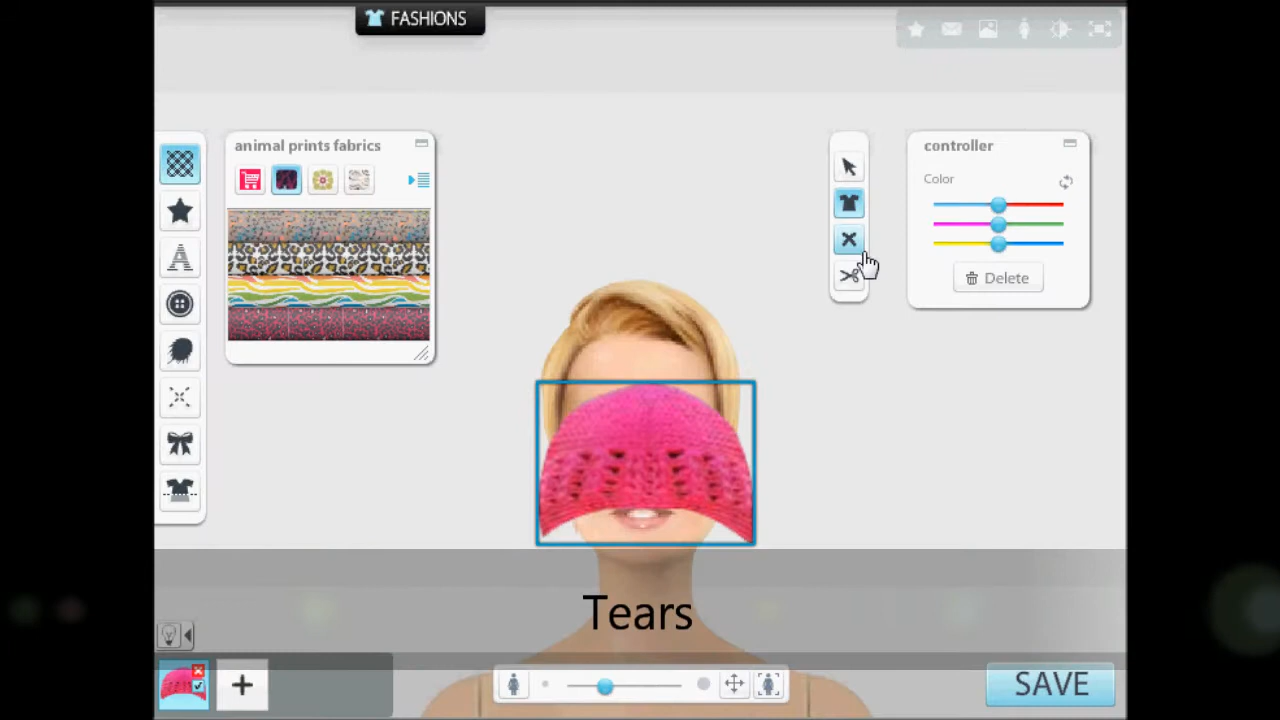 FASHIONS
animal prints fabrics
controller
Color
Delete
A
Tears
SAVE